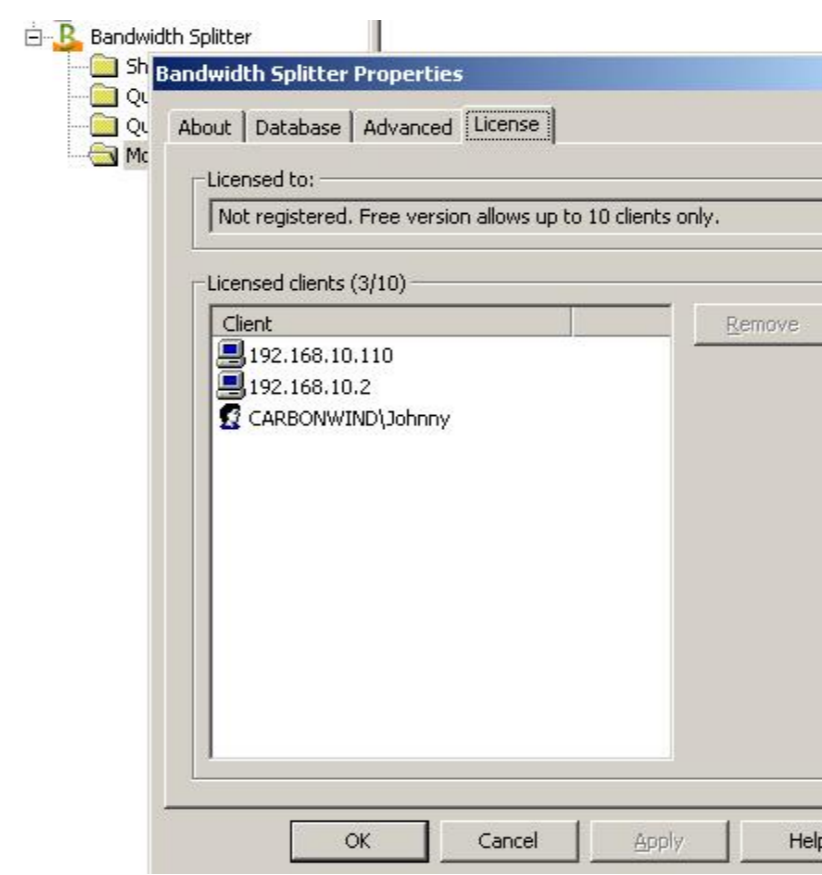 Bandwidth Splitter
Sh
Qu
Qu
Mo
Bandwidth Splitter Properties
About Database Advanced License
Licensed to:
Not registered. Free version allows up to 10 clients only.
Licensed clients (3/10)
Client
Remove
192.168.10.110
192.168.10.2
CARBONWIND\Johnny
OK Cancel Apply Help